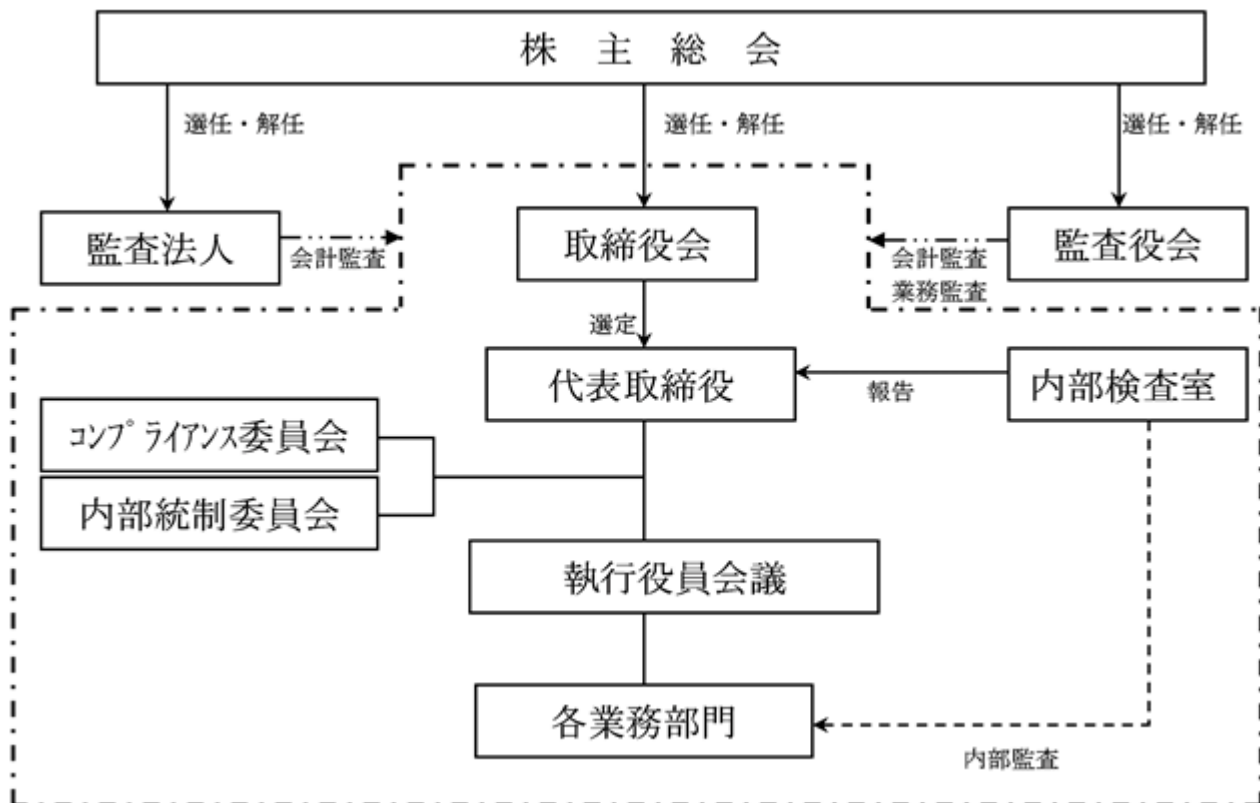 株 主 総 会
選任・解任
選任・解任
選任・解任
監査法人
会計監査
取締役会
会計監査
業務監査
監査役会
選定
代表取締役
報告
内部検査室
コンプライアンス委員会
内部統制委員会
執行役員会議
各業務部門
内部監査